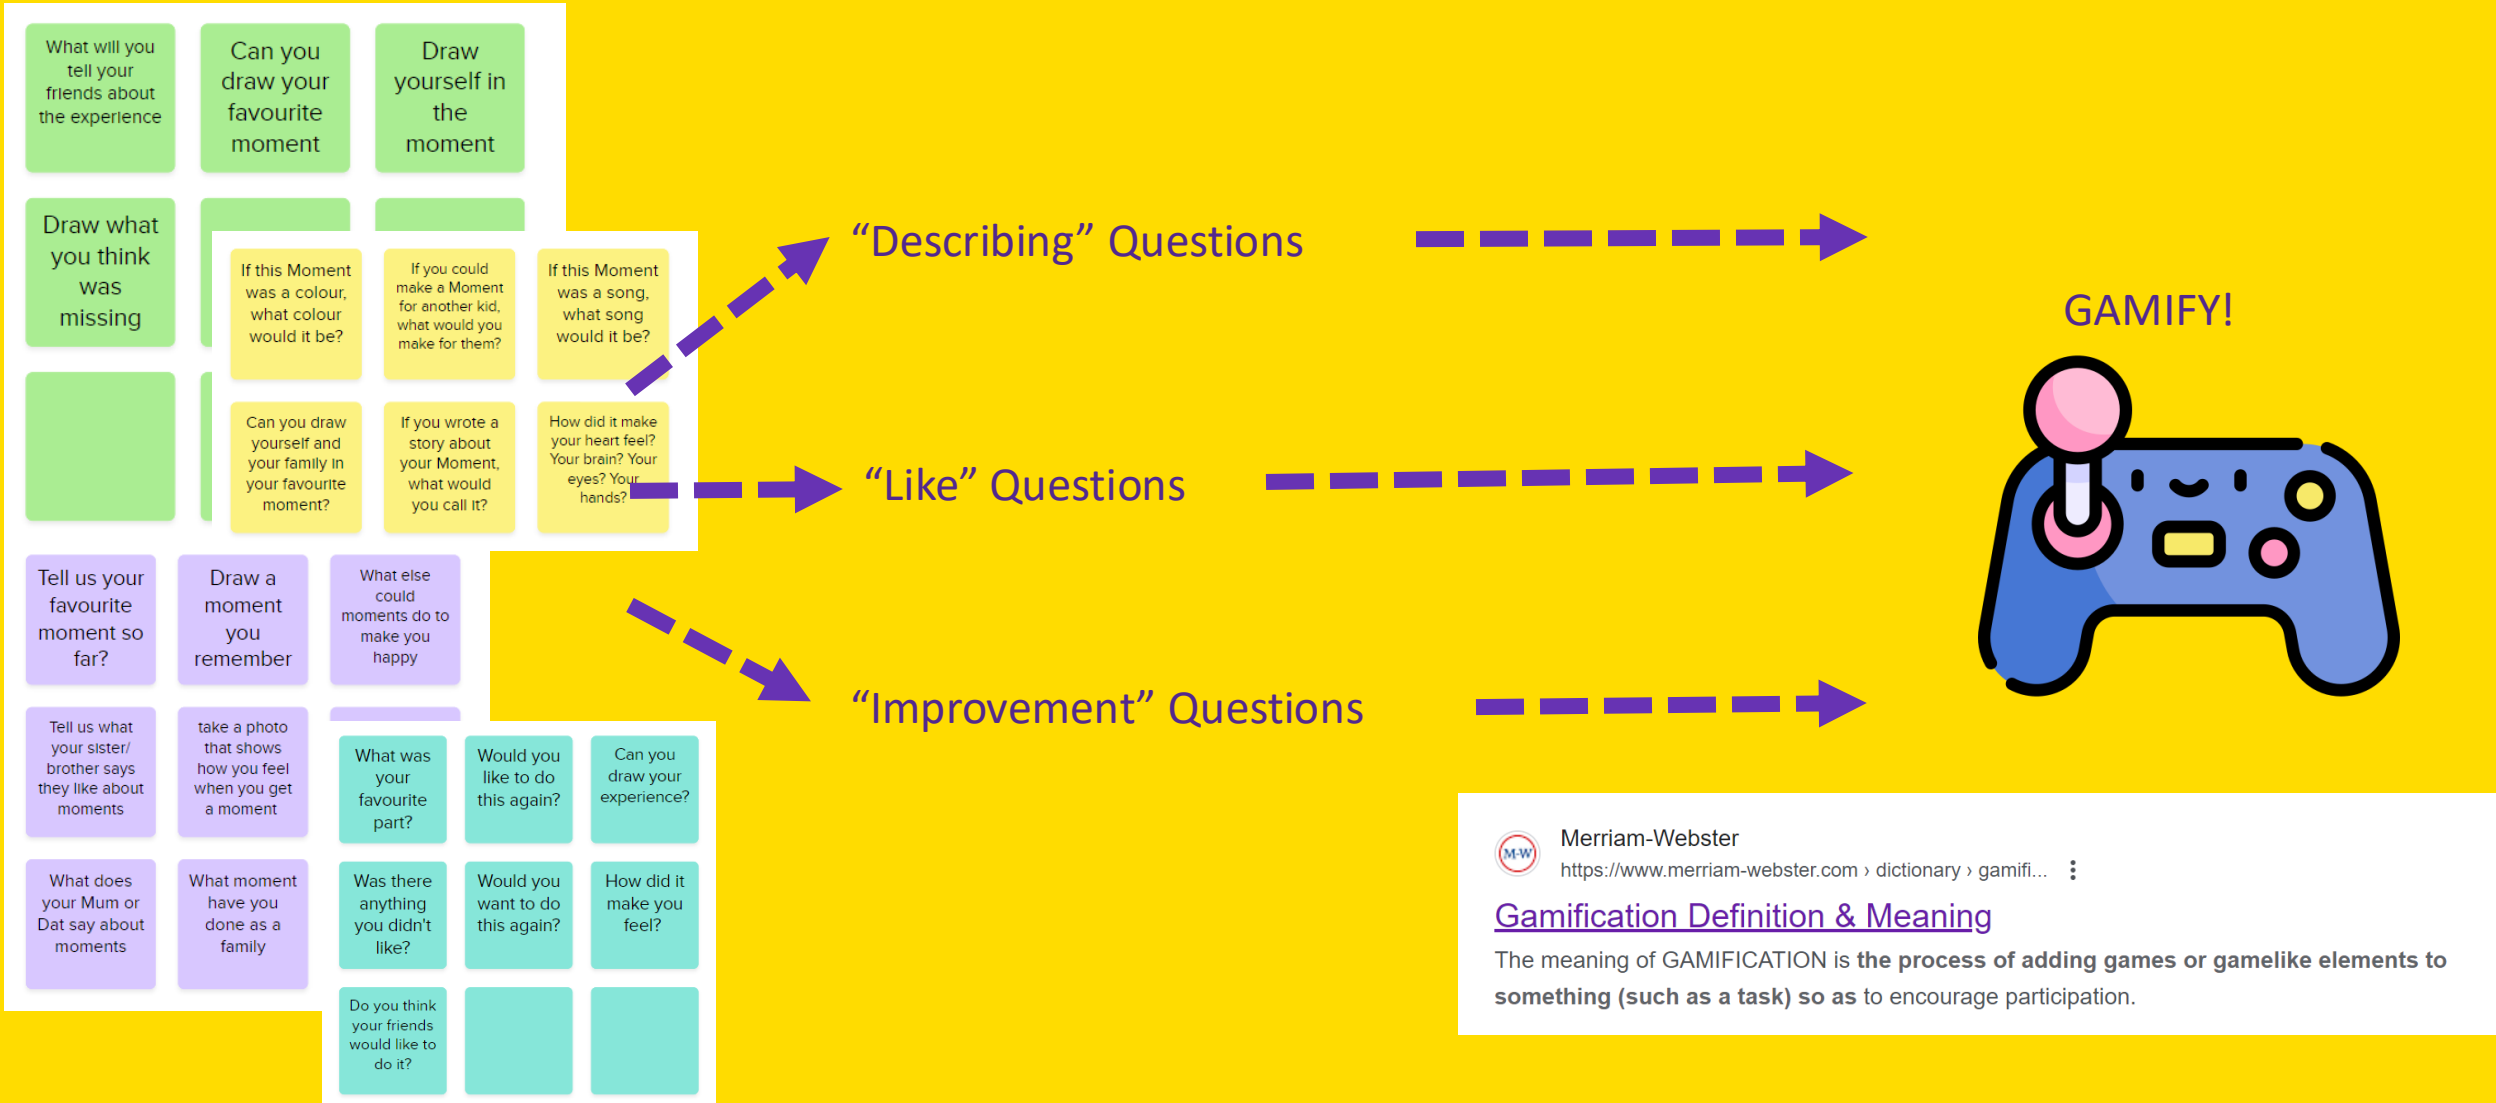 What will you
tell your
friends about
the experience
Can you
draw your
favourite
moment
Draw
yourself in
the
moment
Draw what
you think
was
missing
If this Moment
was a colour,
what colour
would it be?
If you could
make a Moment
for another kid,
what would you
make for them?
If this Moment
was a song,
what song
would it be?
Can you draw
yourself and
your family in
your favourite
moment?
If you wrote a
story about
your Moment,
what would
you call it?
How did it make
your heart feel?
Your brain? Your
eyes? Your
hands?
Tell us your
favourite
moment so
far?
Draw a
moment
you
remember
What else
could
moments do to
make you
happy
Tell us what
your sister/
brother says
they like about
moments
take a photo
that shows
how you feel
when you get
a moment
What does
your Mum or
Dat say about
moments
What moment
have you
done as a
family
What was
your
favourite
part?
Would you
like to do
this again?
Can you
draw your
experience?
Was there
anything
you didn't
like?
Would you
want to do
this again?
How did it
make you
feel?
Do you think
your friends
would like to
do it?
“Describing” Questions
“Like” Questions
“Improvement” Questions
GAMIFY!
M-W
Merriam-Webster
https://www.merriam-webster.com › dictionary › gamifi...
Gamification Definition & Meaning
The meaning of GAMIFICATION is the process of adding games or gamelike elements to
something (such as a task) so as to encourage participation.